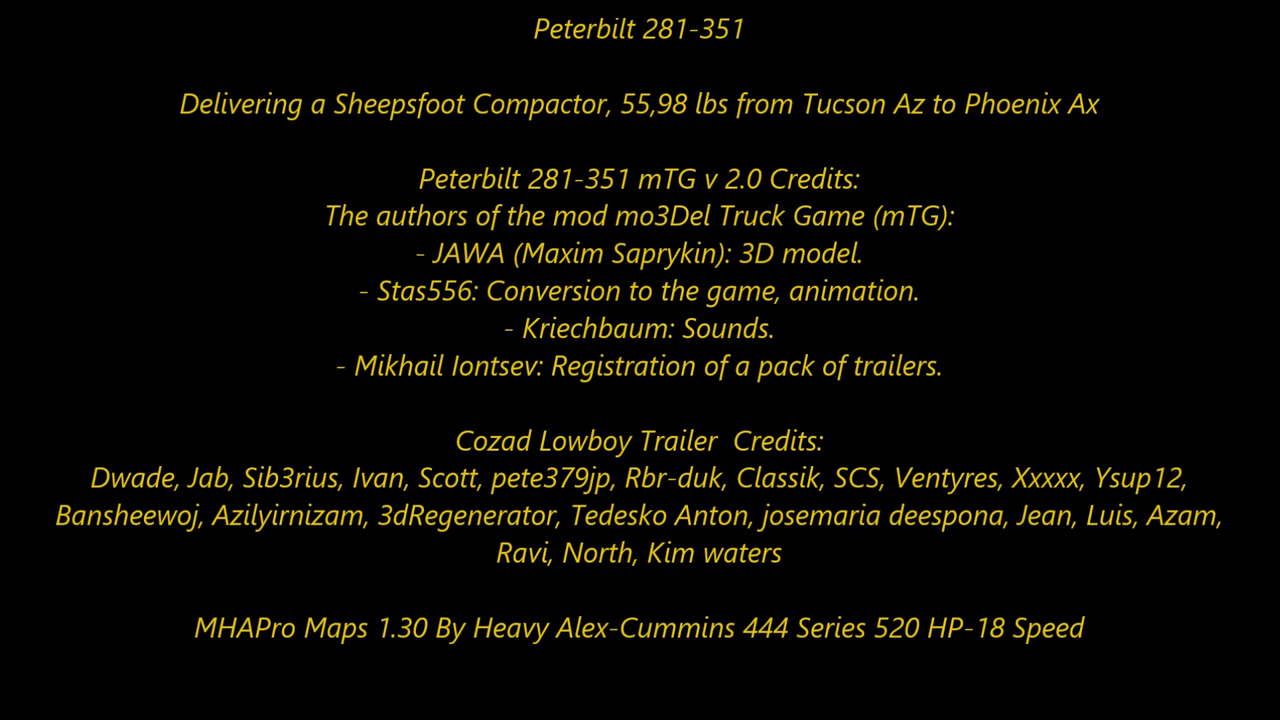 Peterbilt 281-351
Delivering a Sheepsfoot Compactor, 55,98 lbs from Tucson Az to Phoenix Ax
Peterbilt 281-351 mTG v 2.0 Credits:
The authors of the mod mo3Del Truck Game (mTG):
- JAWA (Maxim Saprykin): 3D model.
- Stas556: Conversion to the game, animation.
- Kriechbaum: Sounds.
- Mikhail Iontsev: Registration of a pack of trailers.
Cozad Lowboy Trailer  Credits:
Dwade, Jab, Sib3rius, Ivan, Scott, pete379jp, Rbr-duk, Classik, SCS, Ventyres, Xxxxx, Ysup12,
Bansheewoj, Azilyirnizam, 3dRegenerator, Tedesko Anton, josemaria deespona, Jean, Luis, Azam,
Ravi, North, Kim waters
MHAPro Maps 1.30 By Heavy Alex-Cummins 444 Series 520 HP-18 Speed